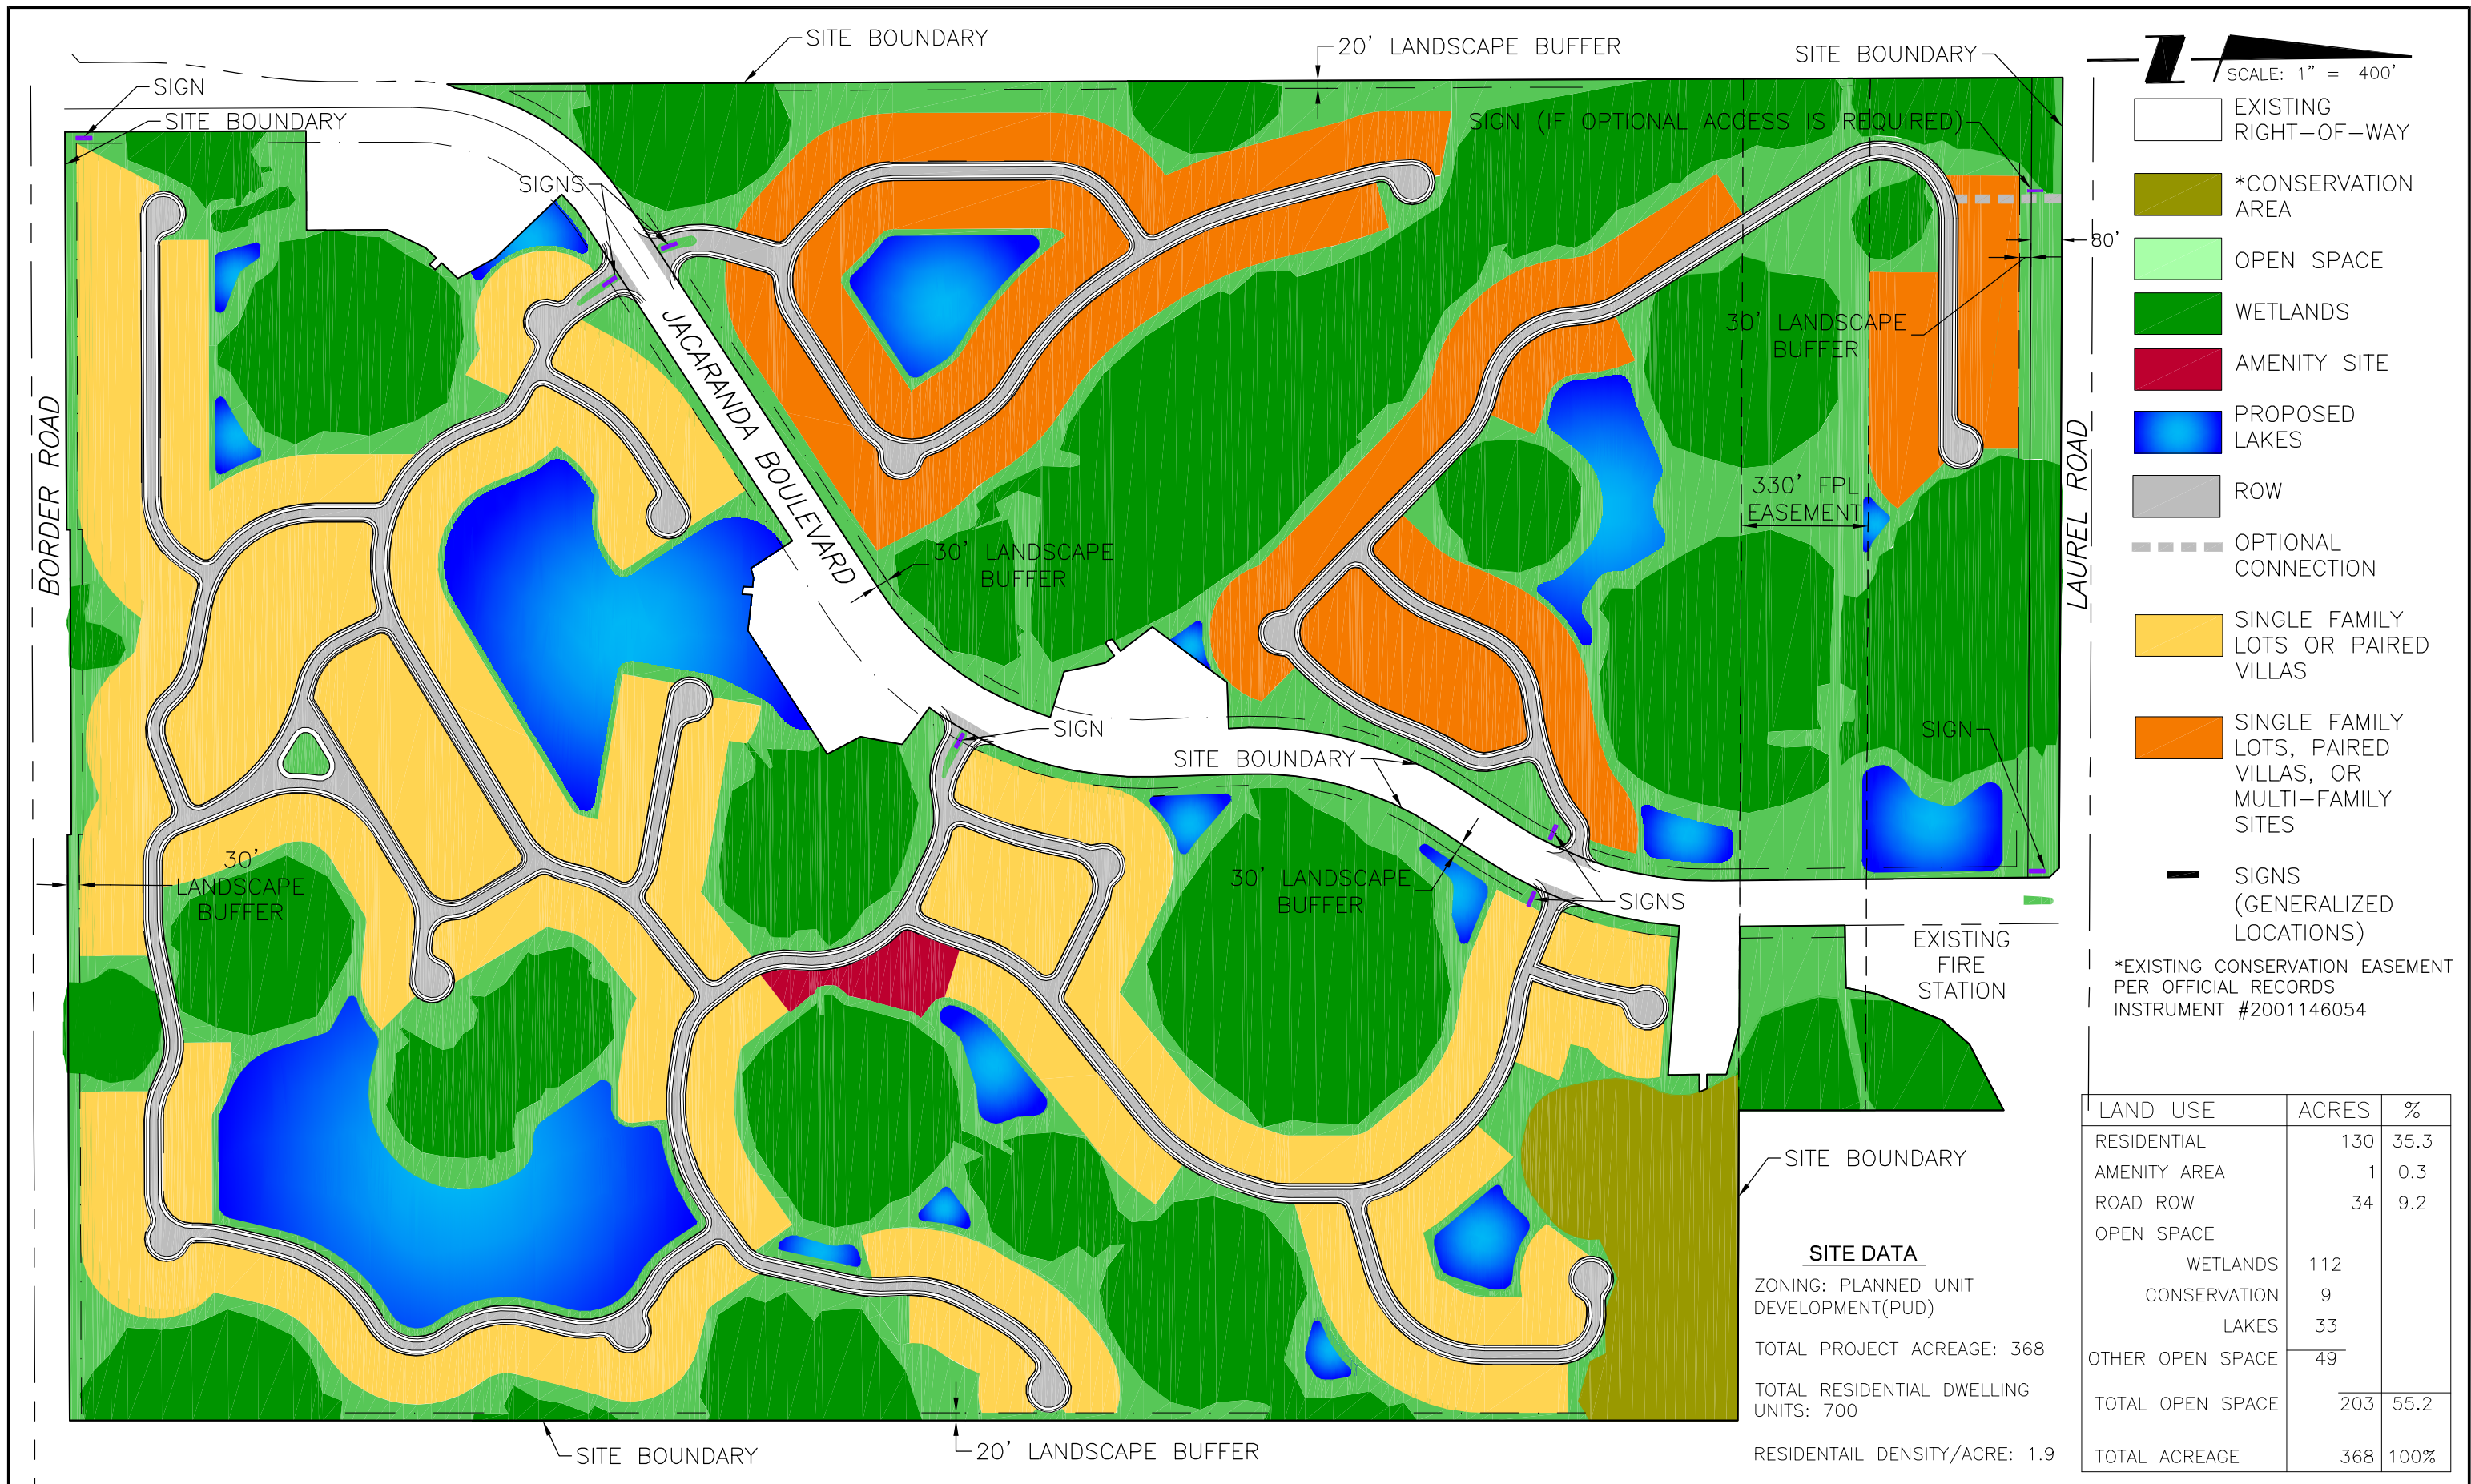 SITE BOUNDARY
20' LANDSCAPE BUFFER
SITE BOUNDARY
SCALE: 1" = 400'
SIGN
SITE BOUNDARY
SIGN (IF OPTIONAL ACCESS IS REQUIRED)
SIGNS
80'
30' LANDSCAPE
BUFFER
JACARANDA BOULEVARD
BORDER ROAD
LAUREL ROAD
330' FPL
EASEMENT
30' LANDSCAPE
BUFFER
SIGN
SIGN
SITE BOUNDARY
30'
LANDSCAPE
BUFFER
30' LANDSCAPE
BUFFER
SIGNS
EXISTING
FIRE
STATION
SITE BOUNDARY
SITE BOUNDARY
20' LANDSCAPE BUFFER
EXISTING
RIGHT-OF-WAY
*CONSERVATION
AREA
OPEN SPACE
WETLANDS
AMENITY SITE
PROPOSED
LAKES
ROW
OPTIONAL
CONNECTION
SINGLE FAMILY
LOTS OR PAIRED
VILLAS
SINGLE FAMILY
LOTS, PAIRED
VILLAS, OR
MULTI-FAMILY
SITES
SIGNS
(GENERALIZED
LOCATIONS)
*EXISTING CONSERVATION EASEMENT
PER OFFICIAL RECORDS
INSTRUMENT #2001146054
SITE DATA
ZONING: PLANNED UNIT
DEVELOPMENT(PUD)
TOTAL PROJECT ACREAGE: 368
TOTAL RESIDENTIAL DWELLING
UNITS: 700
RESIDENTAIL DENSITY/ACRE: 1.9
LAND USE ACRES %
RESIDENTIAL 130 35.3
AMENITY AREA 1 0.3
ROAD ROW 34 9.2
OPEN SPACE
WETLANDS 112
CONSERVATION 9
LAKES 33
OTHER OPEN SPACE 49
TOTAL OPEN SPACE 203 55.2
TOTAL ACREAGE 368 100%